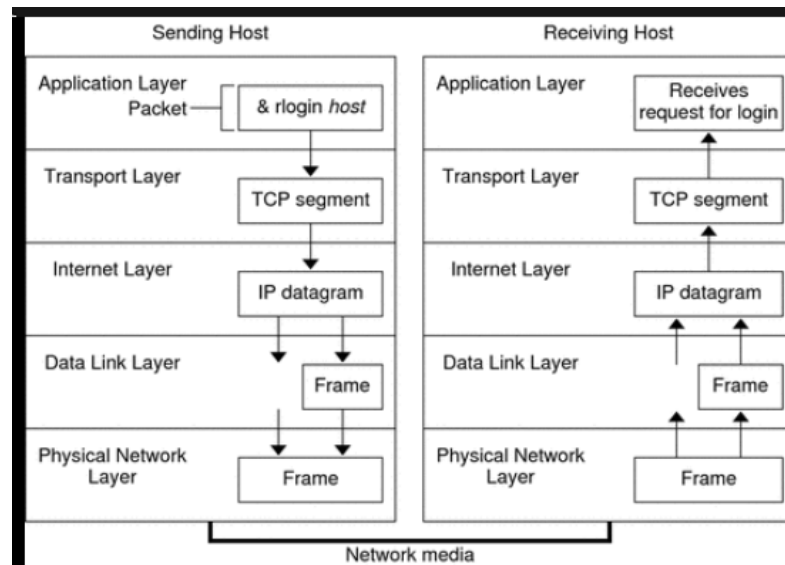 Sending Host
Receiving Host
Application Layer
Packet
& rlogin host
Transport Layer
TCP segment
Internet Layer
IP datagram
Data Link Layer
Frame
Physical Network
Layer
Frame
Application Layer
Receives
request for login
Transport Layer
TCP segment
Internet Layer
IP datagram
Data Link Layer
Frame
Physical Network
Layer
Frame
Network media